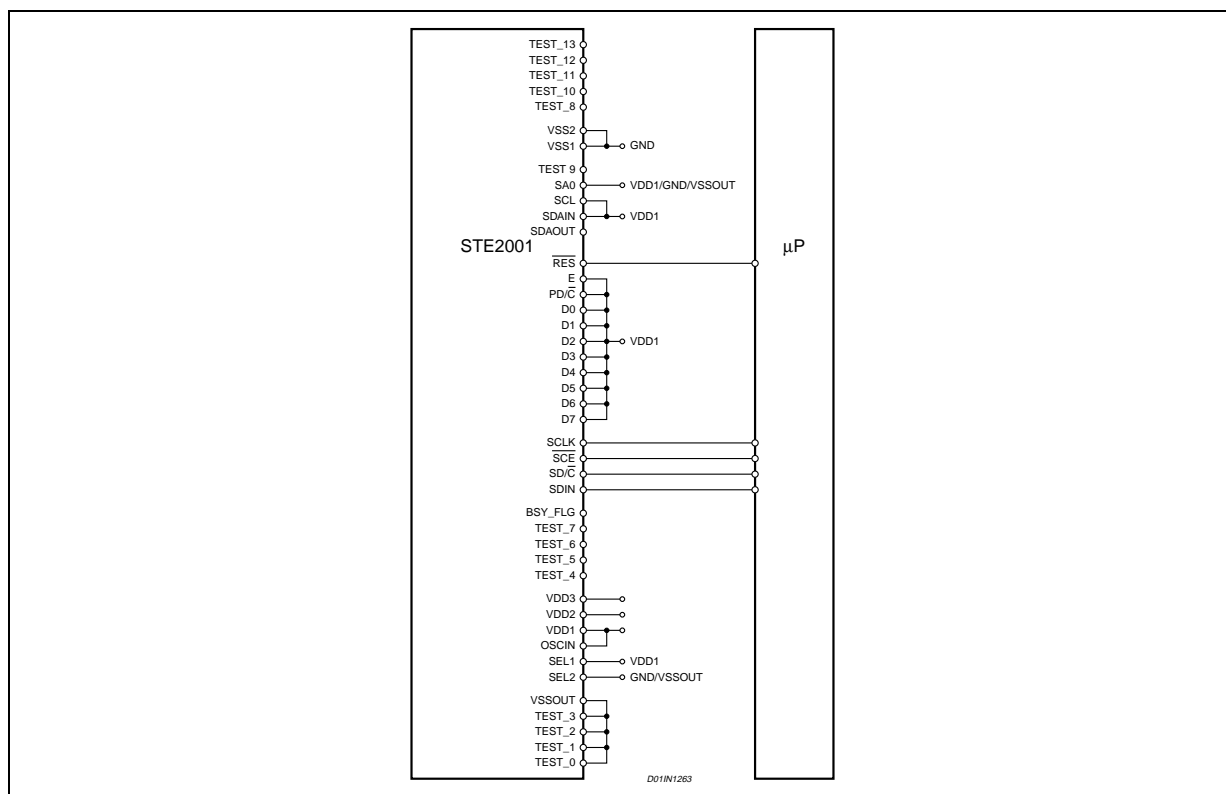 TEST_13
TEST_12
TEST_11
TEST_10
TEST_8
VSS2
VSS1 GND
TEST 9
SA0 VDD1/GND/VSSOUT
SCL
SDAIN VDD1
SDAOUT
STE2001 µP
RES
E
PD/C
D0
D1
D2 VDD1
D3
D4
D5
D6
D7
SCLK
SCE
SD/C
SDIN
BSY_FLG
TEST_7
TEST_6
TEST_5
TEST_4
VDD3
VDD2
VDD1
OSCIN
SEL1 VDD1
SEL2 GND/VSSOUT
VSSOUT
TEST_3
TEST_2
TEST_1
TEST_0
D01IN1263